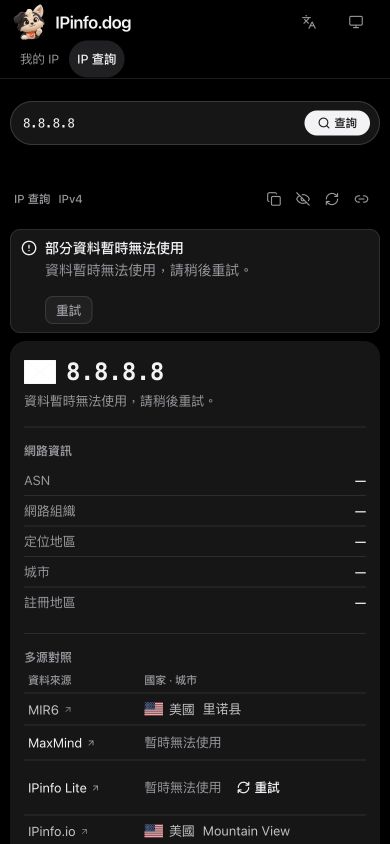 IPinfo.dog
我的 IP
IP 查詢
8.8.8.8
查詢
IP 查詢 IPv4
部分資料暫時無法使用
資料暫時無法使用，請稍後重試。
重試
8.8.8.8
資料暫時無法使用，請稍後重試。
網路資訊
ASN —
網路組織 —
定位地區 —
城市 —
註冊地區 —
多源對照
資料來源 國家 · 城市
MIR6 ↗ 美國 里诺县
MaxMind ↗ 暫時無法使用
IPinfo Lite ↗ 暫時無法使用 重試
IPinfo.io ↗ 美國 Mountain View